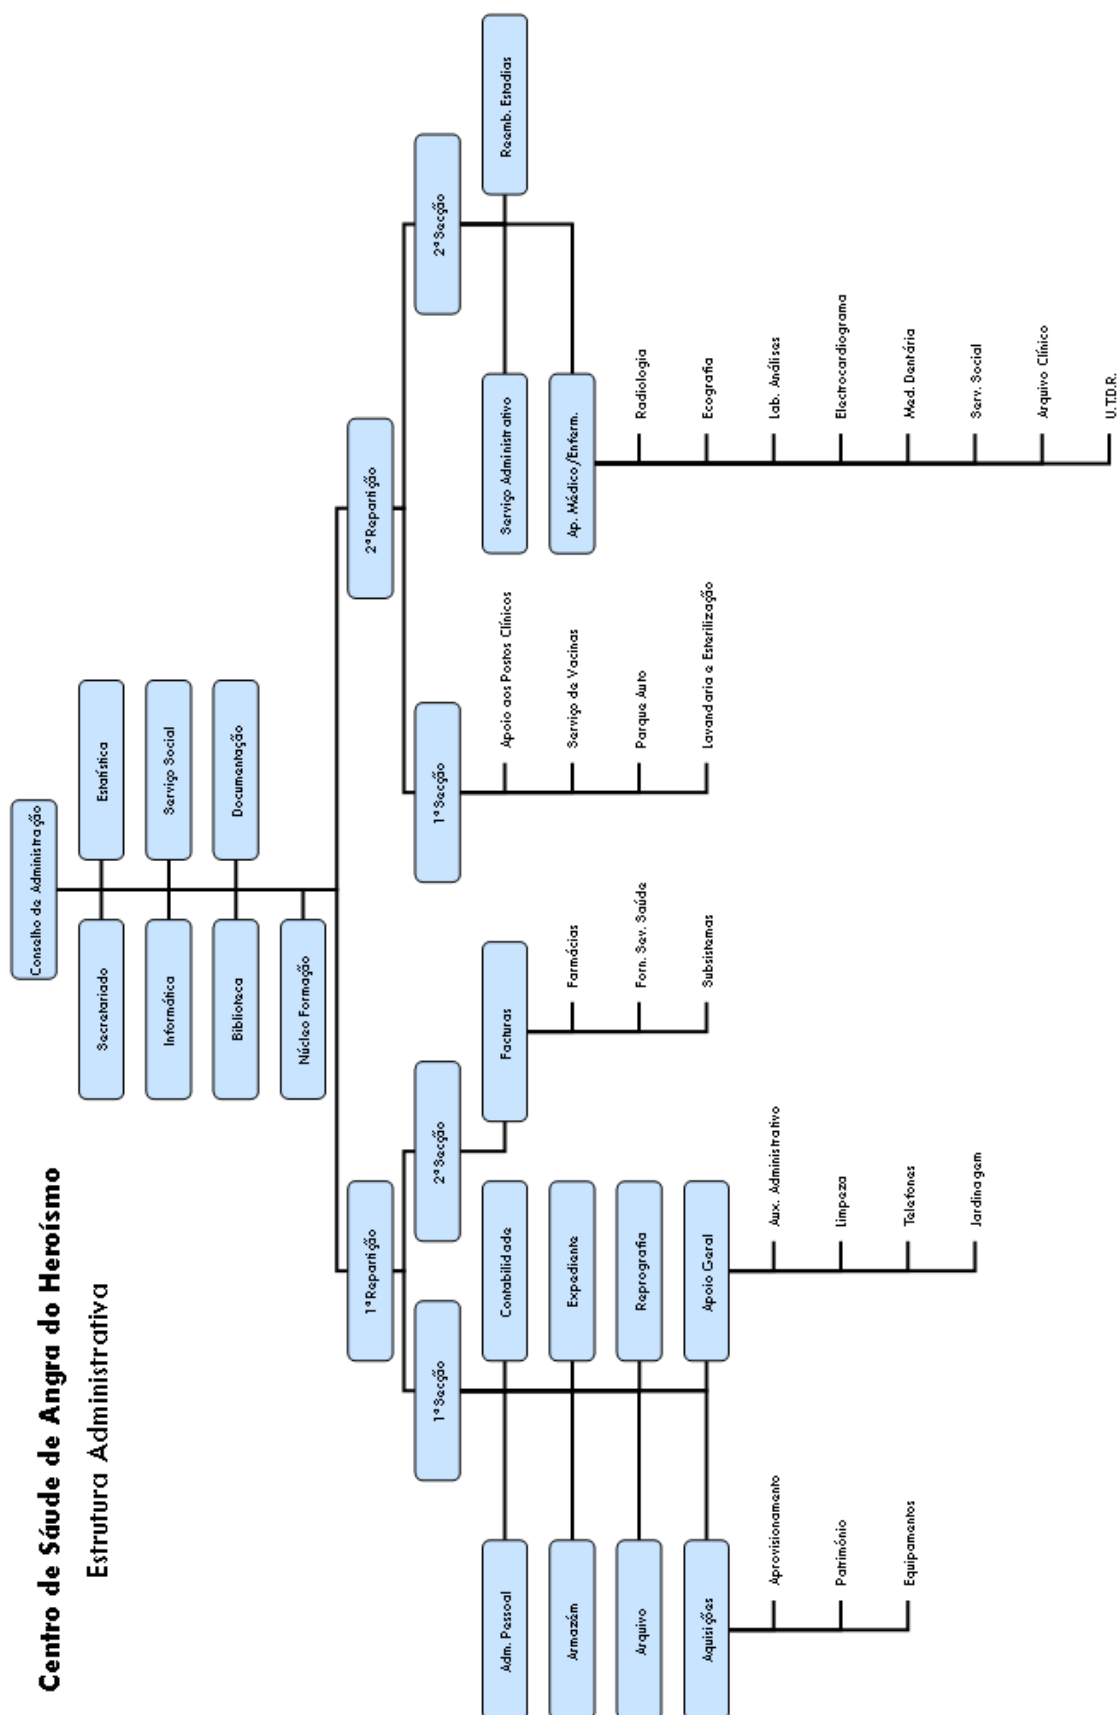 Centro de Sáude de Angra do Heroísmo
Estrutura Administrativa
Conselho de Administração
Secretariado
Estatística
Informática
Serviço Social
Biblioteca
Documentação
Núcleo Formação
1ª Repartição
2ª Repartição
1ª Secção
2ª Secção
1ª Secção
2ª Secção
Adm. Pessoal
Contabilidade
Armazém
Expediente
Arquivo
Reprografia
Aquisições
Apoio Geral
Aprovisionamento
Património
Equipamentos
Aux. Administrativo
Limpeza
Telefones
Jardinagem
Facturas
Farmácias
Forn. Sev. Saúde
Subsistemas
Apoio aos Postos Clínicos
Serviço de Vacinas
Parque Auto
Lavandaria e Esterilização
Serviço Administrativo
Reemb. Estadias
Ap. Médico/Enferm.
Radiologia
Ecografia
Lab. Análises
Electrocardiograma
Med. Dentária
Serv. Social
Arquivo Clínico
U.T.D.R.